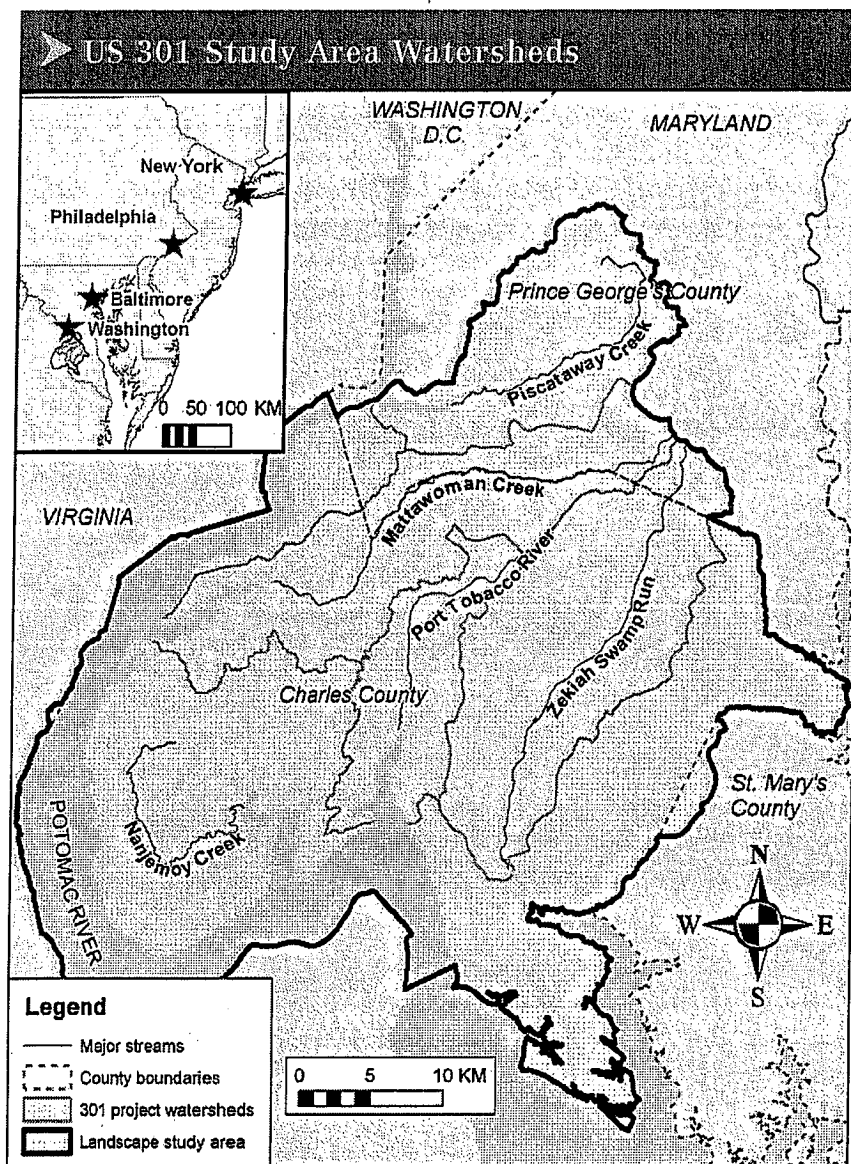 US 301 Study Area Watersheds
WASHINGTON
D.C.
MARYLAND
New York
Philadelphia
Baltimore
Washington
0 50 100 KM
Prince George's County
Piscataway Creek
VIRGINIA
Mattawoman Creek
Port Tobacco River
Zekiah Swamp Run
Charles County
St. Mary's
County
Nanjemoy Creek
POTOMAC RIVER
N
W
E
S
Legend
Major streams
County boundaries
301 project watersheds
Landscape study area
0 5 10 KM